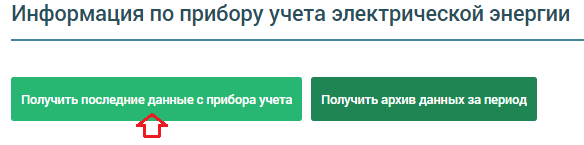 Информация по прибору учета электрической энергии
Получить последние данные с прибора учета
Получить архив данных за период